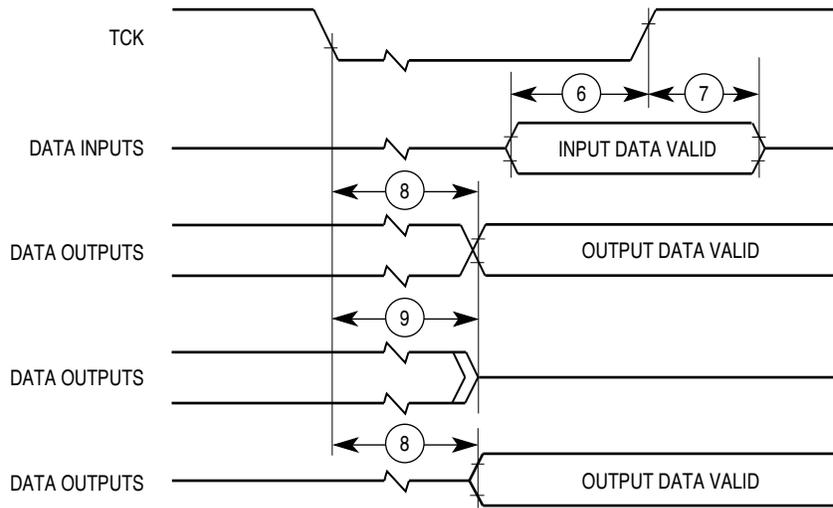 TCK
6
7
DATA INPUTS
INPUT DATA VALID
8
DATA OUTPUTS
OUTPUT DATA VALID
9
DATA OUTPUTS
8
DATA OUTPUTS
OUTPUT DATA VALID